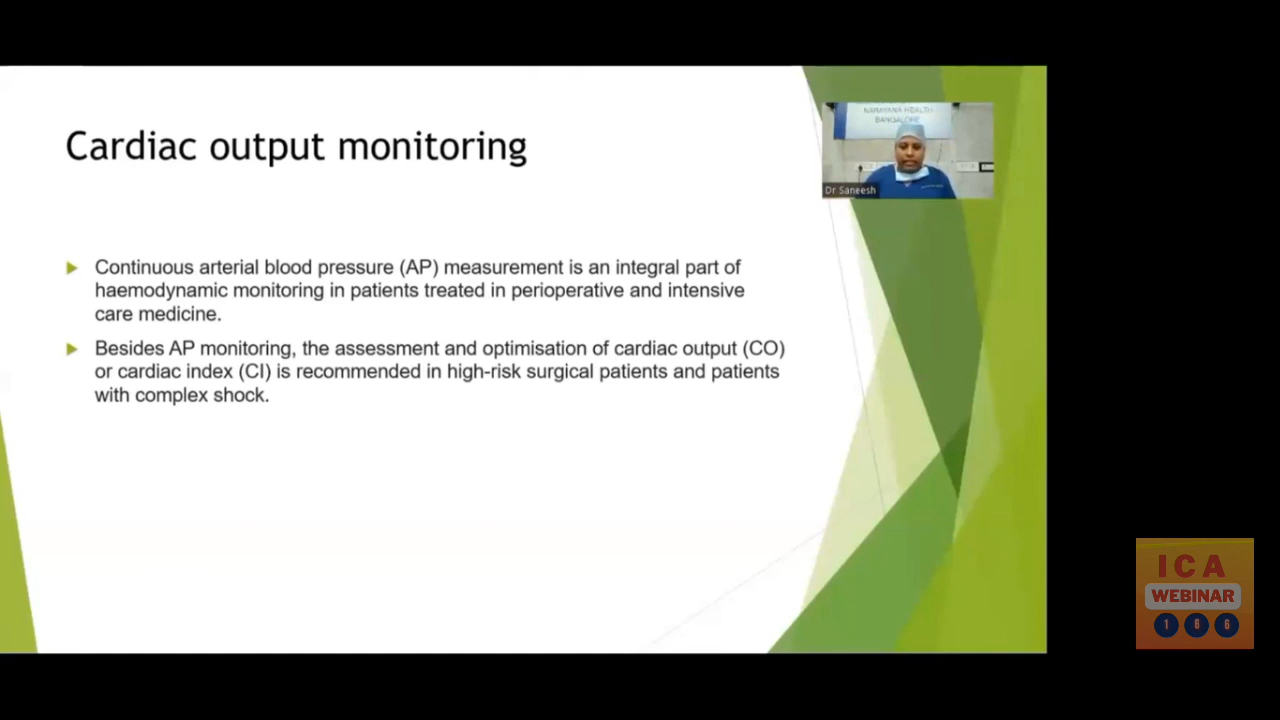 Cardiac output monitoring
NARAYANA HEALTH
BANGALORE
Dr Saneesh
Continuous arterial blood pressure (AP) measurement is an integral part of
haemodynamic monitoring in patients treated in perioperative and intensive
care medicine.
Besides AP monitoring, the assessment and optimisation of cardiac output (CO)
or cardiac index (CI) is recommended in high-risk surgical patients and patients
with complex shock.
ICA
WEBINAR
166